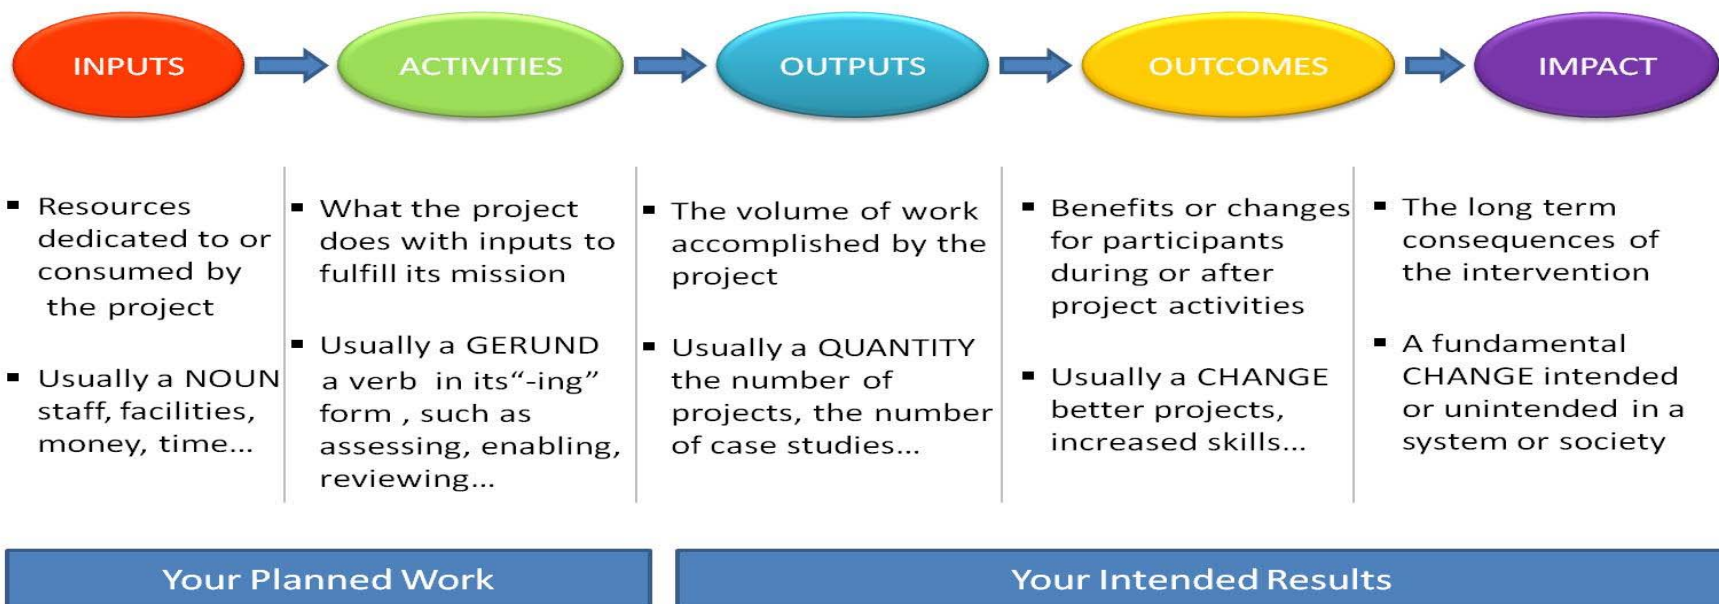 INPUTS
ACTIVITIES
OUTPUTS
OUTCOMES
IMPACT
▪ Resources
dedicated to or
consumed by
the project
▪ Usually a NOUN
staff, facilities,
money, time...
▪ What the project
does with inputs to
fulfill its mission
▪ Usually a GERUND
a verb in its“-ing”
form , such as
assessing, enabling,
reviewing...
▪ The volume of work
accomplished by the
project
▪ Usually a QUANTITY
the number of
projects, the number
of case studies...
▪ Benefits or changes
for participants
during or after
project activities
▪ Usually a CHANGE
better projects,
increased skills...
▪ The long term
consequences of
the intervention
▪ A fundamental
CHANGE intended
or unintended in a
system or society
Your Planned Work
Your Intended Results